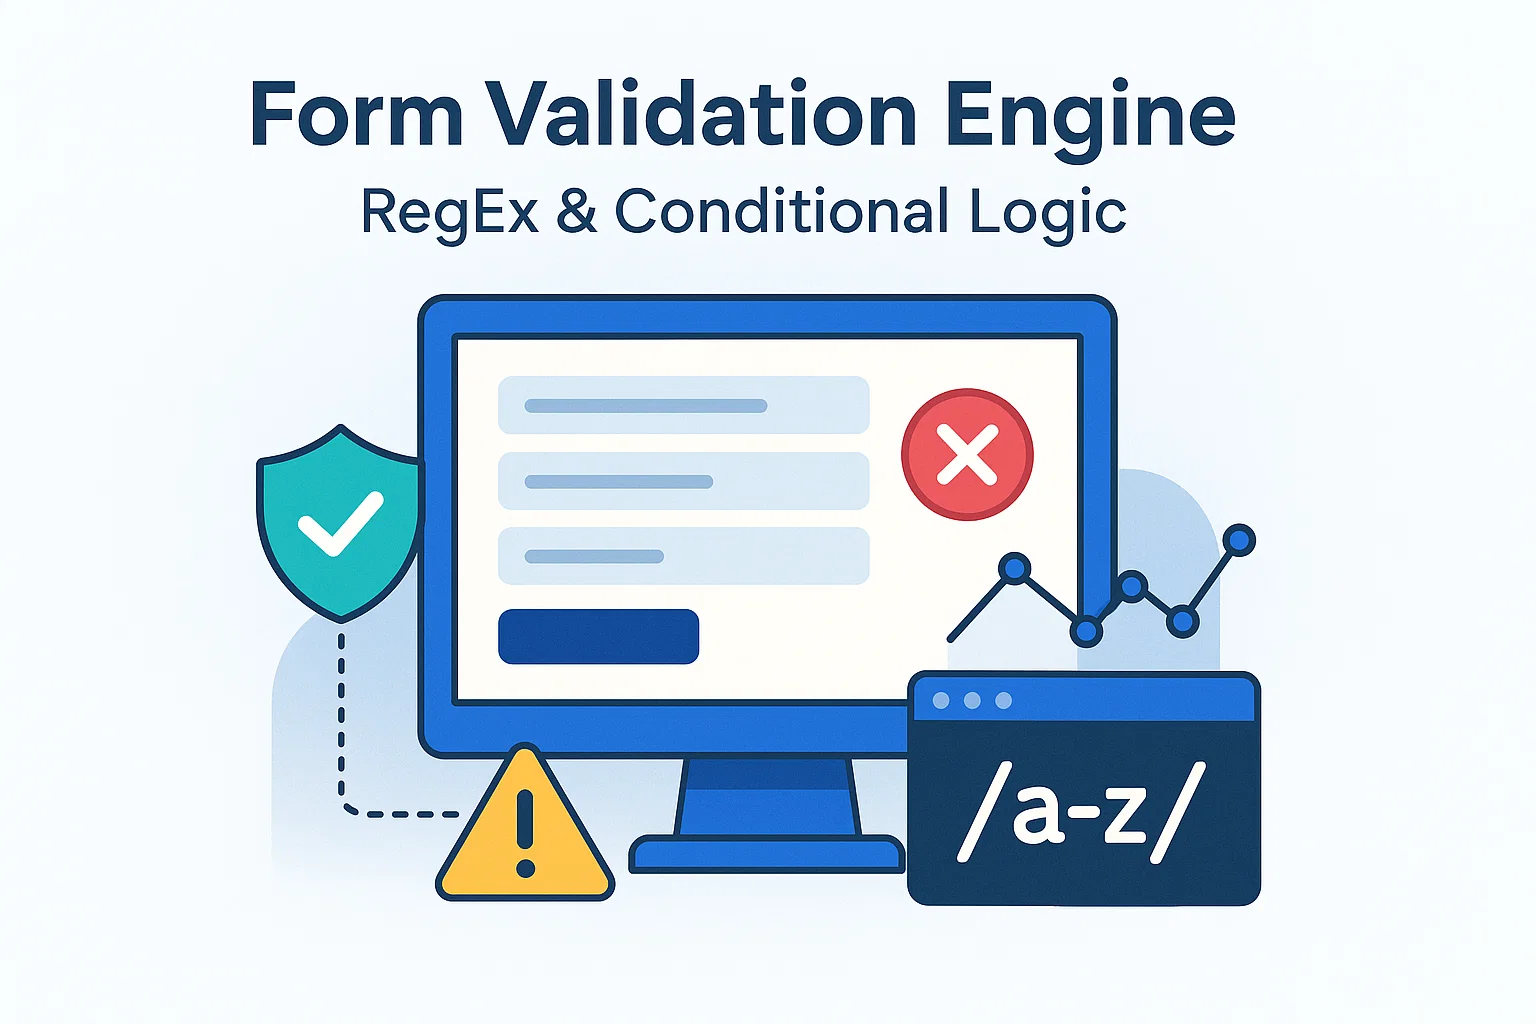 Form Validation Engine
RegEx & Conditional Logic
/a-z/